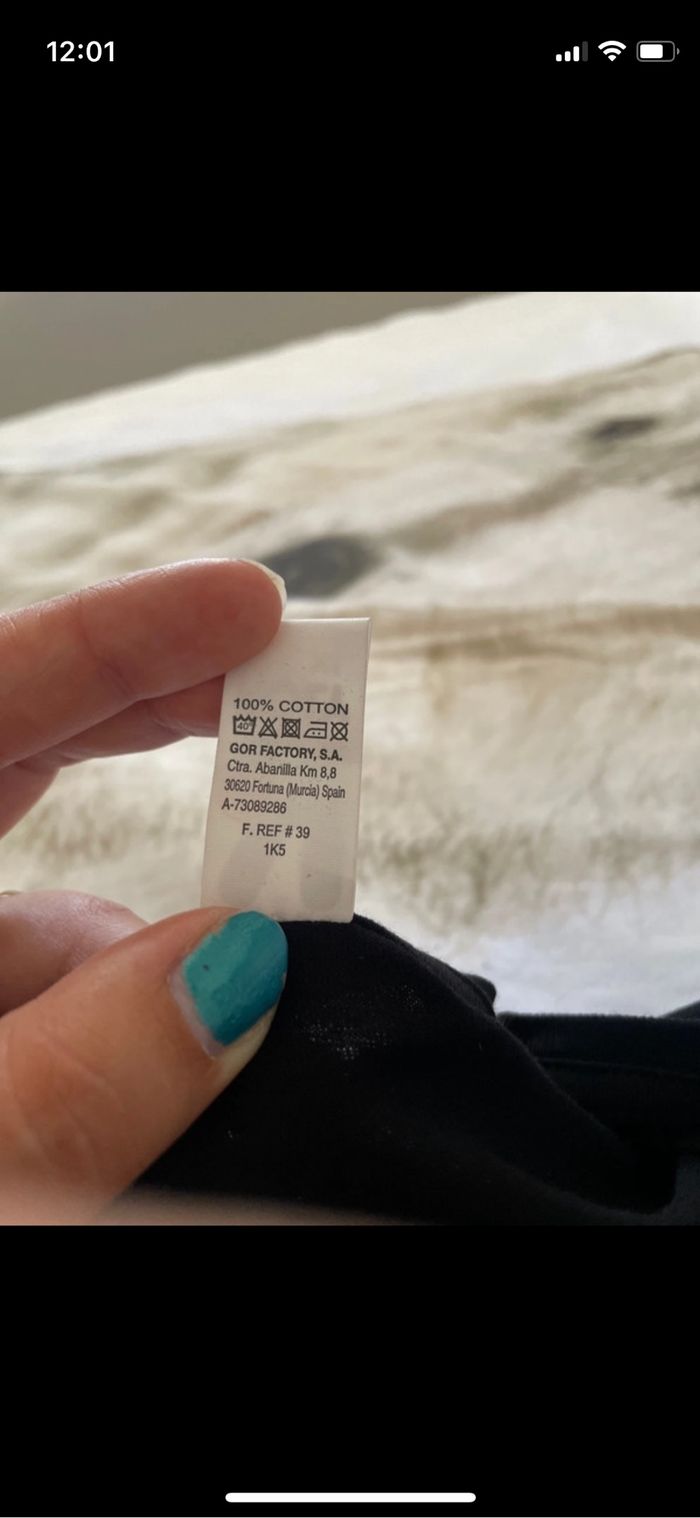 12:01
100% COTTON
40°
GOR FACTORY, S.A.
Ctra. Abanilla Km 8,8
30620 Fortuna (Murcia) Spain
A-73089286
F. REF # 39
1K5